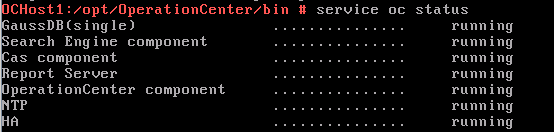 OCHost1:/opt/OperationCenter/bin # service oc status
GaussDB(single) ............... running
Search Engine component ............... running
Cas component ............... running
Report Server ............... running
OperationCenter component ............... running
NTP ............... running
HA ............... running